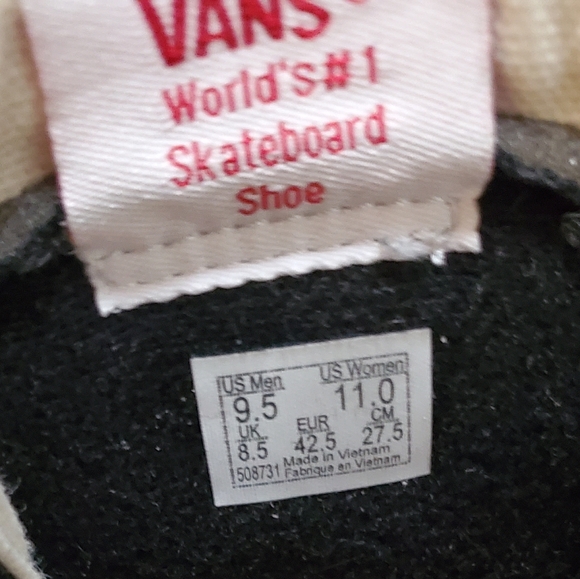 VANS
World's #1
Skateboard
Shoe
US Men US Women
9.5 11.0
UK EUR CM
8.5 42.5 27.5
Made in Vietnam
508731 Fabrique en Vietnam